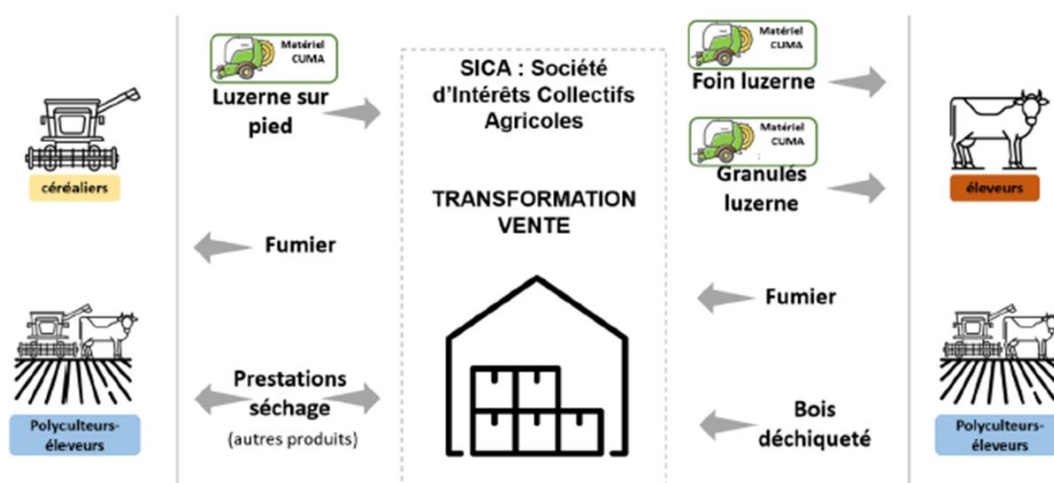 Matériel
CUMA
Luzerne sur
pied
céréaliers
Fumier
Polyculteurs-
éleveurs
Prestations
séchage
(autres produits)
SICA : Société
d'Intérêts Collectifs
Agricoles
TRANSFORMATION
VENTE
Matériel
CUMA
Foin luzerne
Matériel
CUMA
Granulés
luzerne
éleveurs
Fumier
Bois
déchiqueté
Polyculteurs-
éleveurs